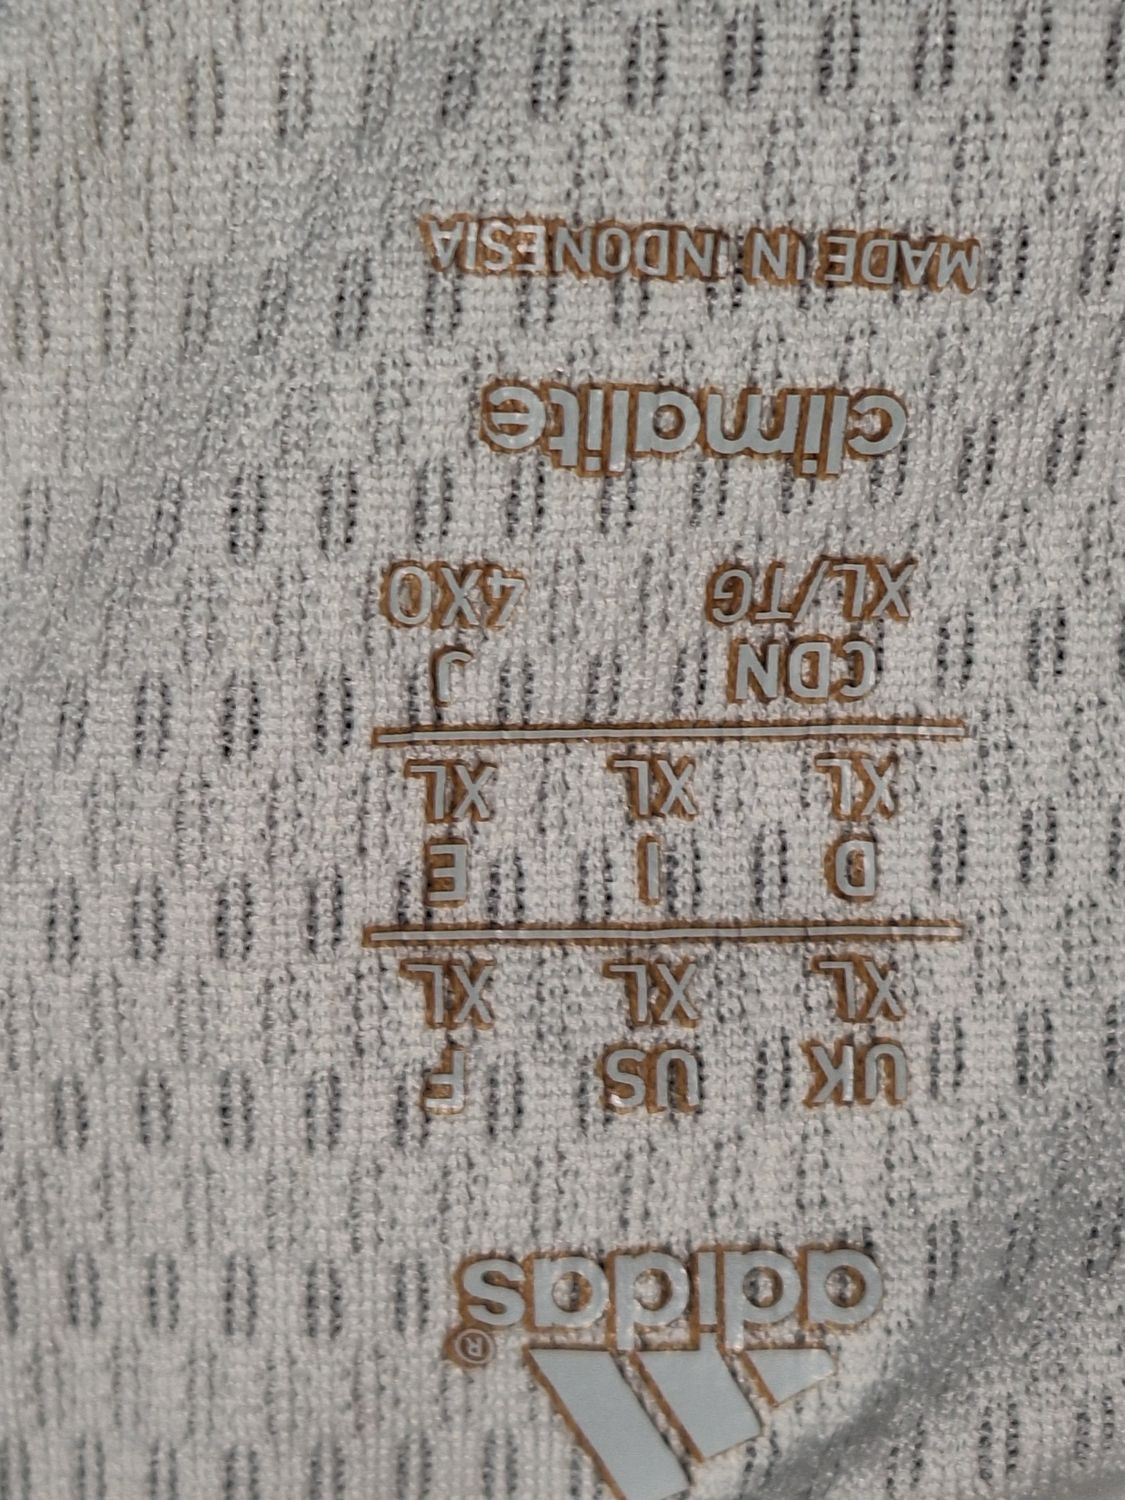 adidas®
UK US F
XL XL XL
D I E
XL XL XL
CDN J
XL/TG 4XO
climalite
MADE IN INDONESIA